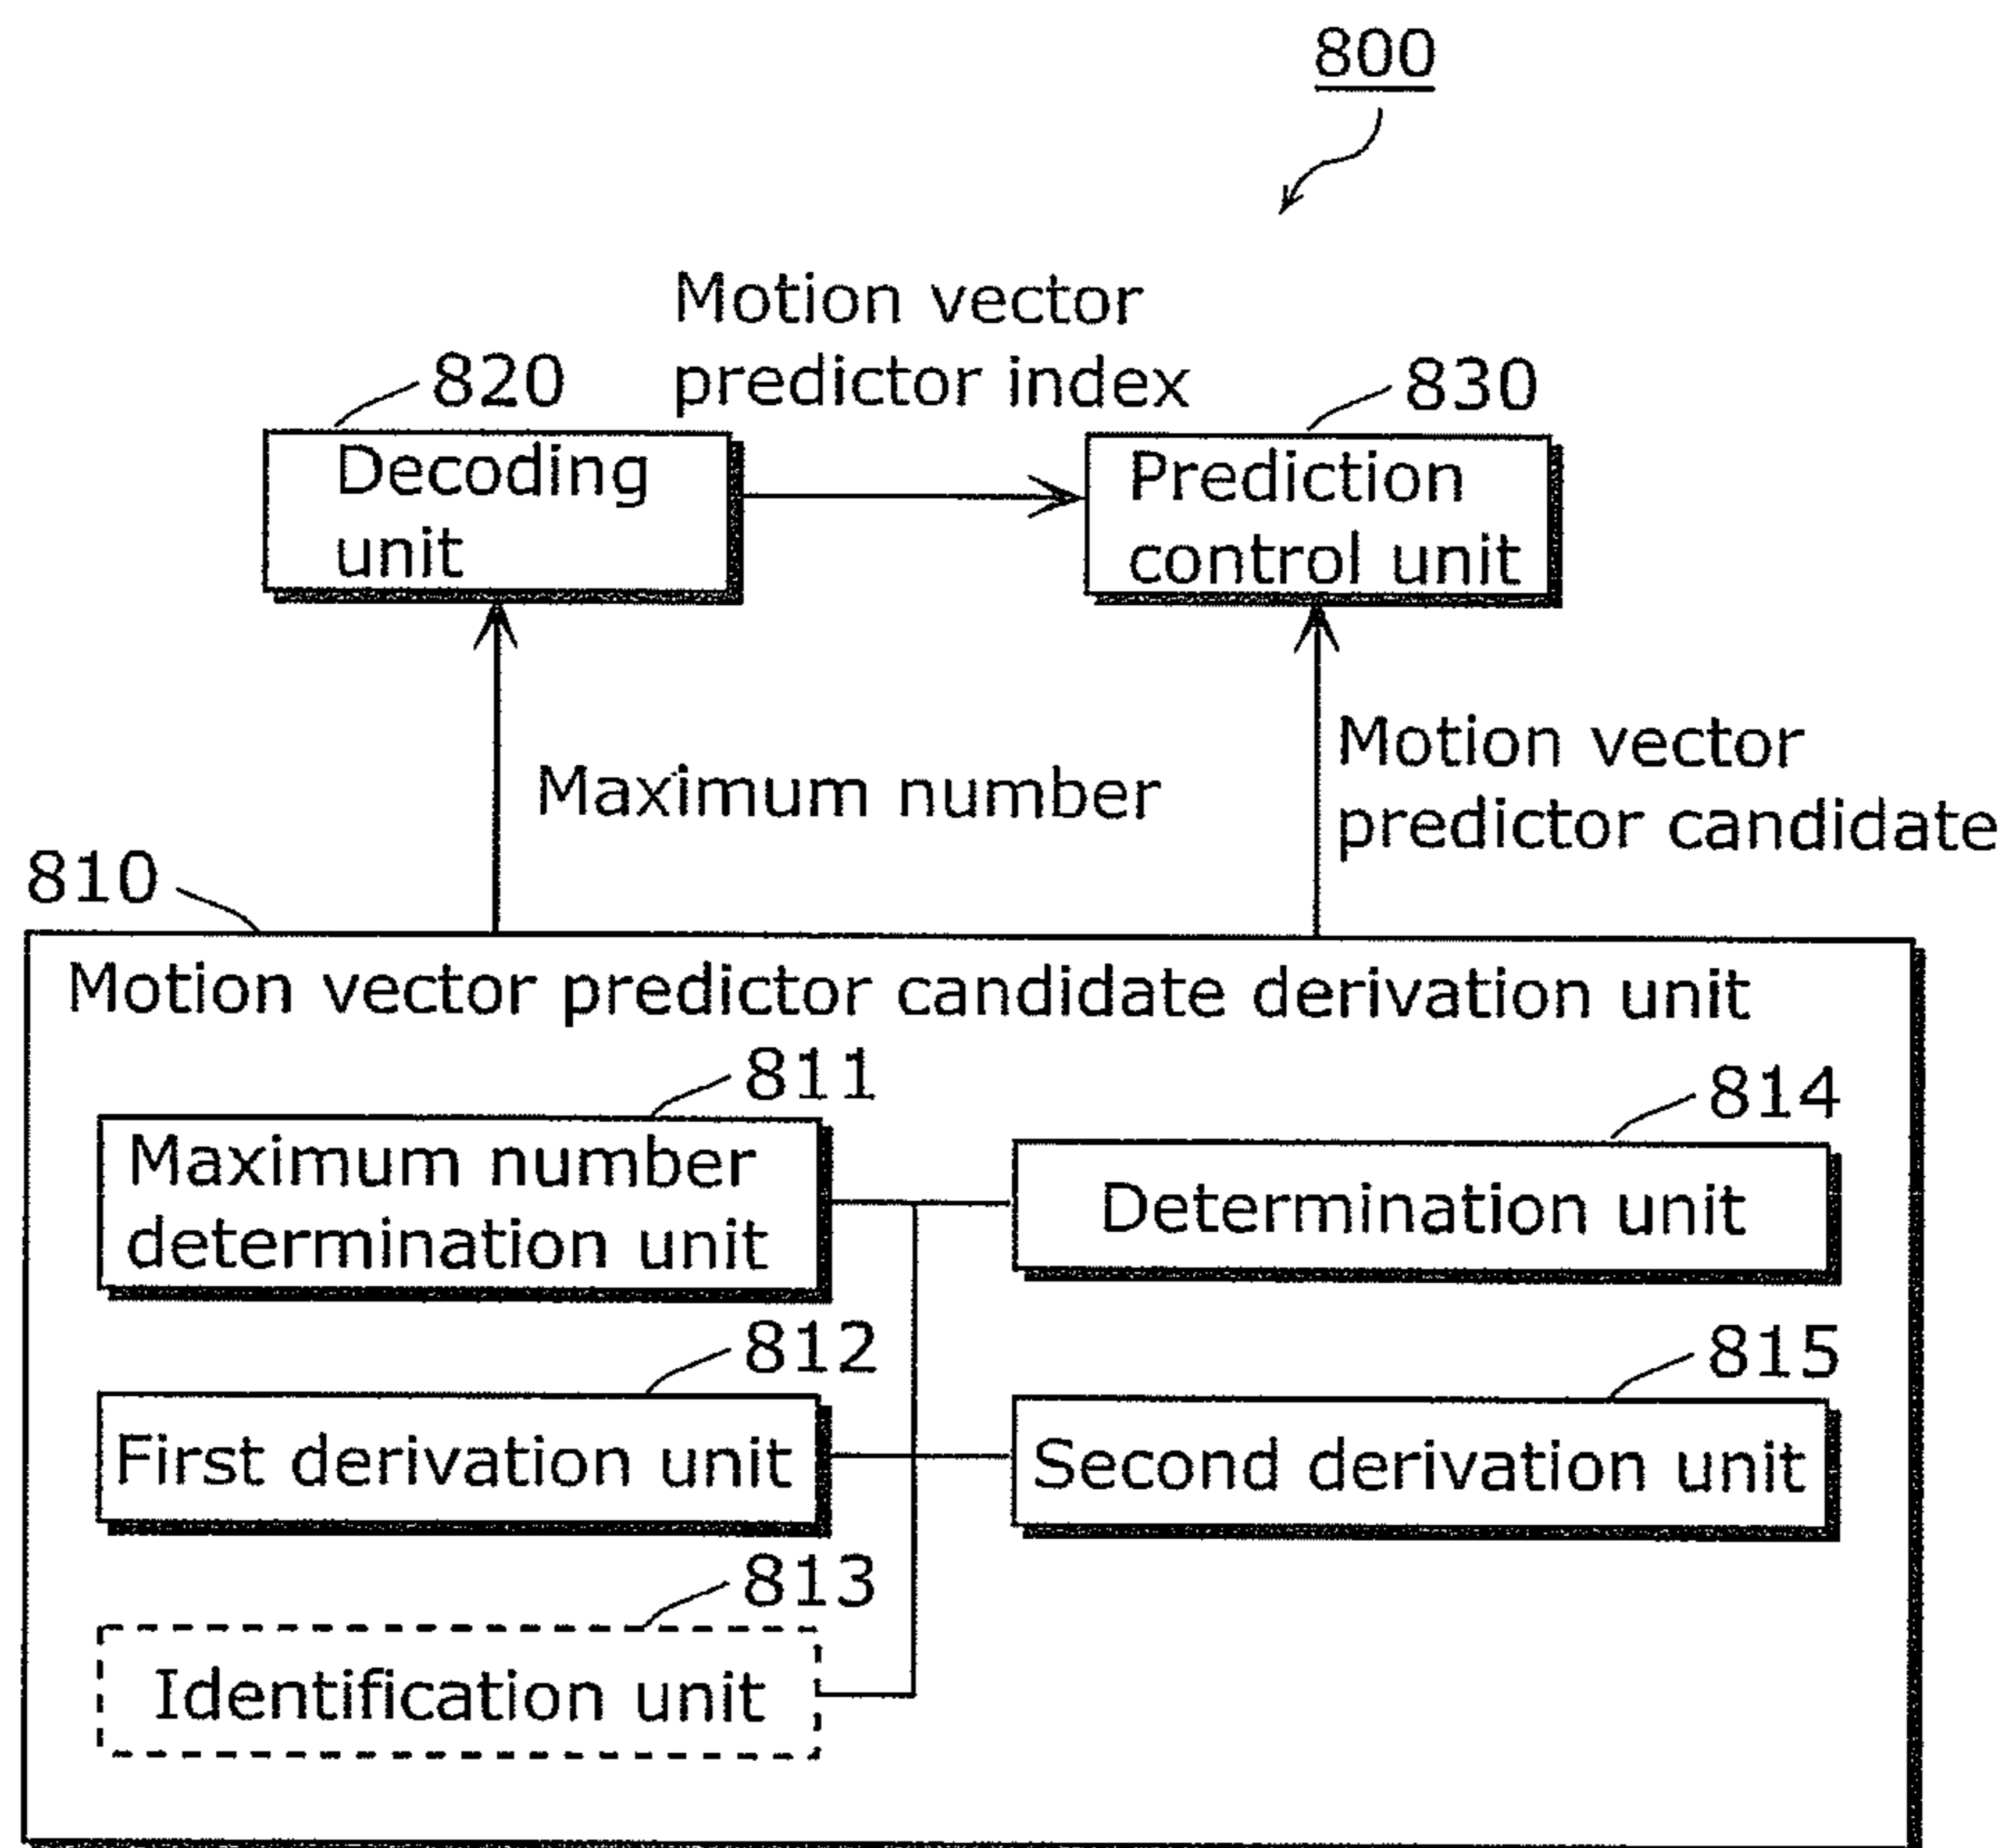 800
Motion vector
predictor index
820
830
Decoding
unit
Prediction
control unit
Maximum number
Motion vector
predictor candidate
810
Motion vector predictor candidate derivation unit
811
814
Maximum number
determination unit
Determination unit
812
815
First derivation unit
Second derivation unit
813
Identification unit